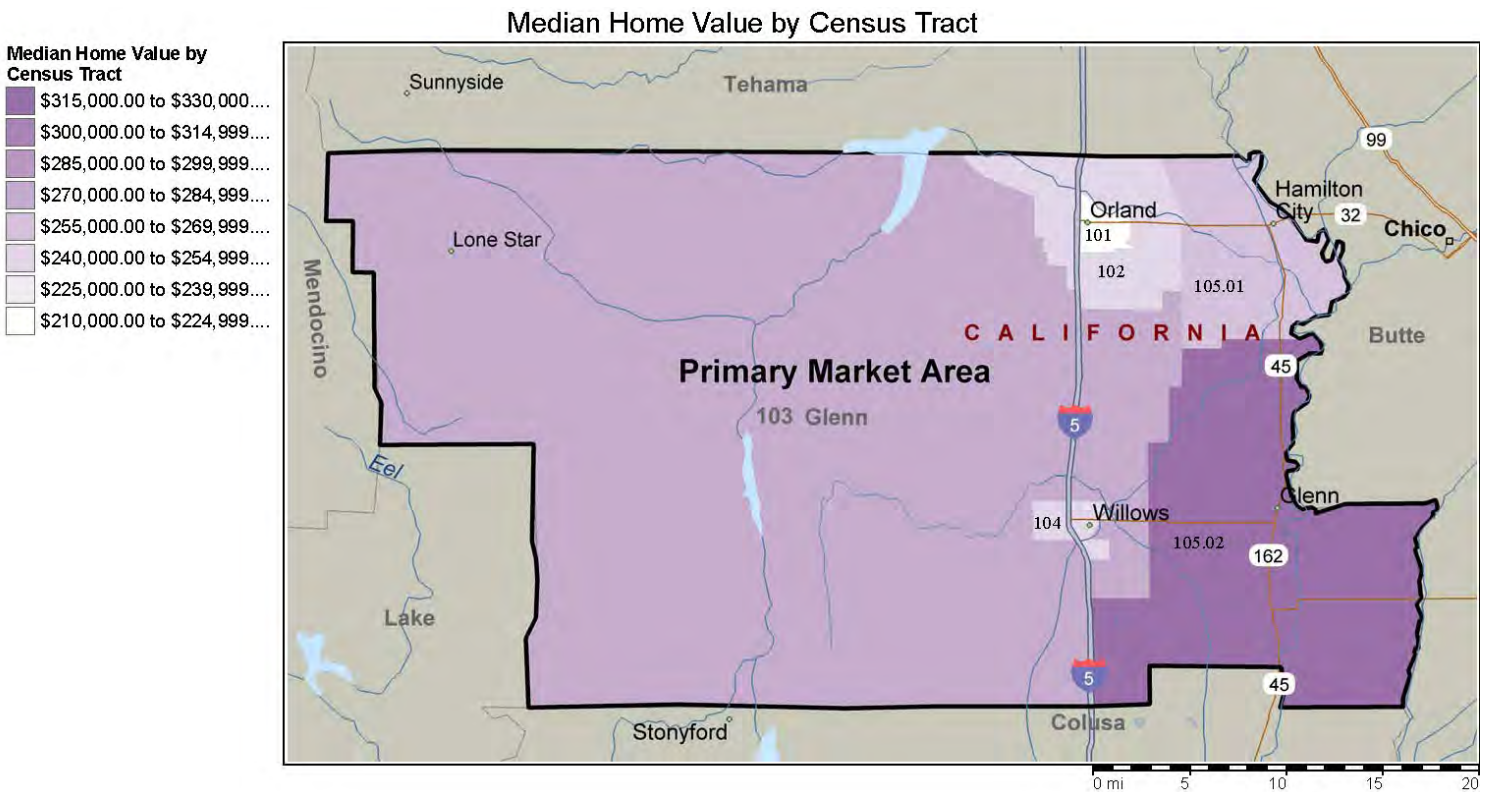 Median Home Value by Census Tract
Median Home Value by
Census Tract
$315,000.00 to $330,000....
$300,000.00 to $314,999....
$285,000.00 to $299,999....
$270,000.00 to $284,999....
$255,000.00 to $269,999....
$240,000.00 to $254,999....
$225,000.00 to $239,999....
$210,000.00 to $224,999....
Sunnyside
Tehama
99
Hamilton
City
32
Chico
Orland
101
Lone Star
102
105.01
Mendocino
CALIFORNIA
Butte
45
Primary Market Area
103 Glenn
5
Eel
Glenn
104
Willows
105.02
162
Lake
5
45
Colusa
Stonyford
0 mi
5
10
15
20